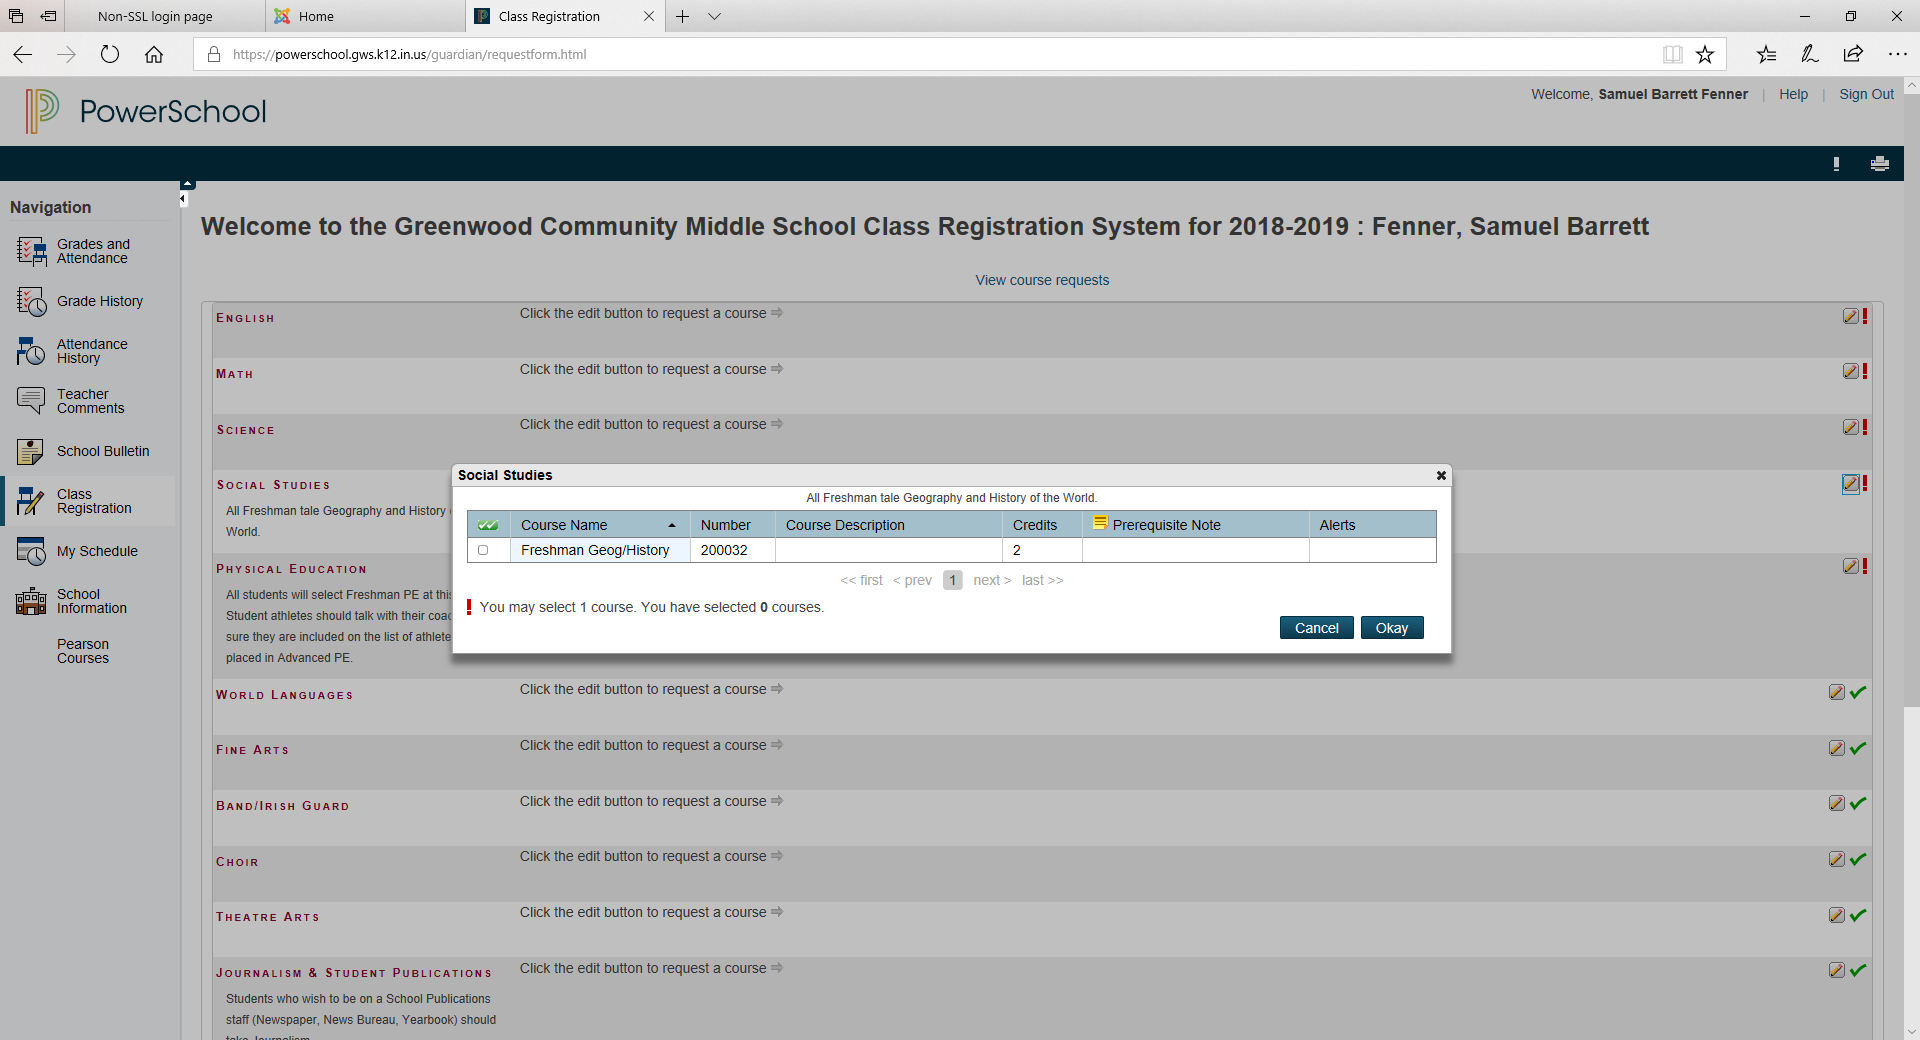 Non-SSL login page
Home
Class Registration
https://powerschool.gws.k12.in.us/guardian/requestform.html
PowerSchool
Welcome, Samuel Barrett Fenner | Help | Sign Out
Navigation
Grades and
Attendance
Grade History
Attendance
History
Teacher
Comments
School Bulletin
Class
Registration
My Schedule
School
Information
Pearson
Courses
Welcome to the Greenwood Community Middle School Class Registration System for 2018-2019 : Fenner, Samuel Barrett
View course requests
English
Click the edit button to request a course
Math
Click the edit button to request a course
Science
Click the edit button to request a course
Social Studies
All Freshman tale Geography and History
World.
Physical Education
All students will select Freshman PE at this
Student athletes should talk with their coac
sure they are included on the list of athlete
placed in Advanced PE.
Social Studies
All Freshman tale Geography and History of the World.
Course Name Number Course Description Credits Prerequisite Note Alerts
Freshman Geog/History 200032 2
<< first < prev 1 next > last >>
You may select 1 course. You have selected 0 courses.
Cancel Okay
World Languages
Click the edit button to request a course
Fine Arts
Click the edit button to request a course
Band/Irish Guard
Click the edit button to request a course
Choir
Click the edit button to request a course
Theatre Arts
Click the edit button to request a course
Journalism & Student Publications
Click the edit button to request a course
Students who wish to be on a School Publications
staff (Newspaper, News Bureau, Yearbook) should
take Journalism